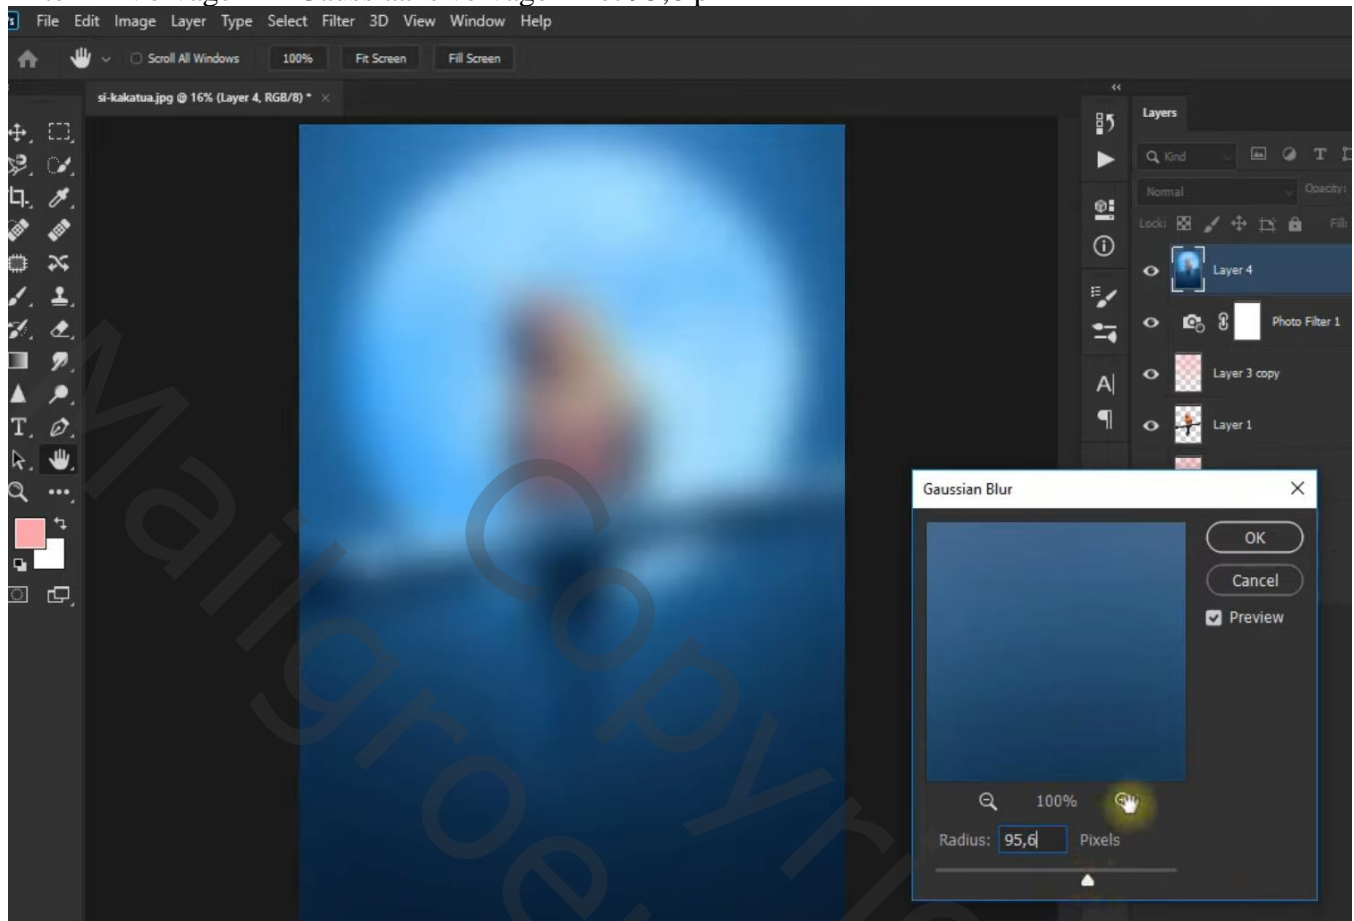 File Edit Image Layer Type Select Filter 3D View Window Help
Scroll All Windows 100% Fit Screen Fill Screen
si-kakatua.jpg @ 16% (Layer 4, RGB/8) * ×
Layers
Kind
Normal Opacity:
Lock: Fill:
Layer 4
Photo Filter 1
Layer 3 copy
Layer 1
Gaussian Blur
OK
Cancel
Preview
100%
Radius: 95,6 Pixels